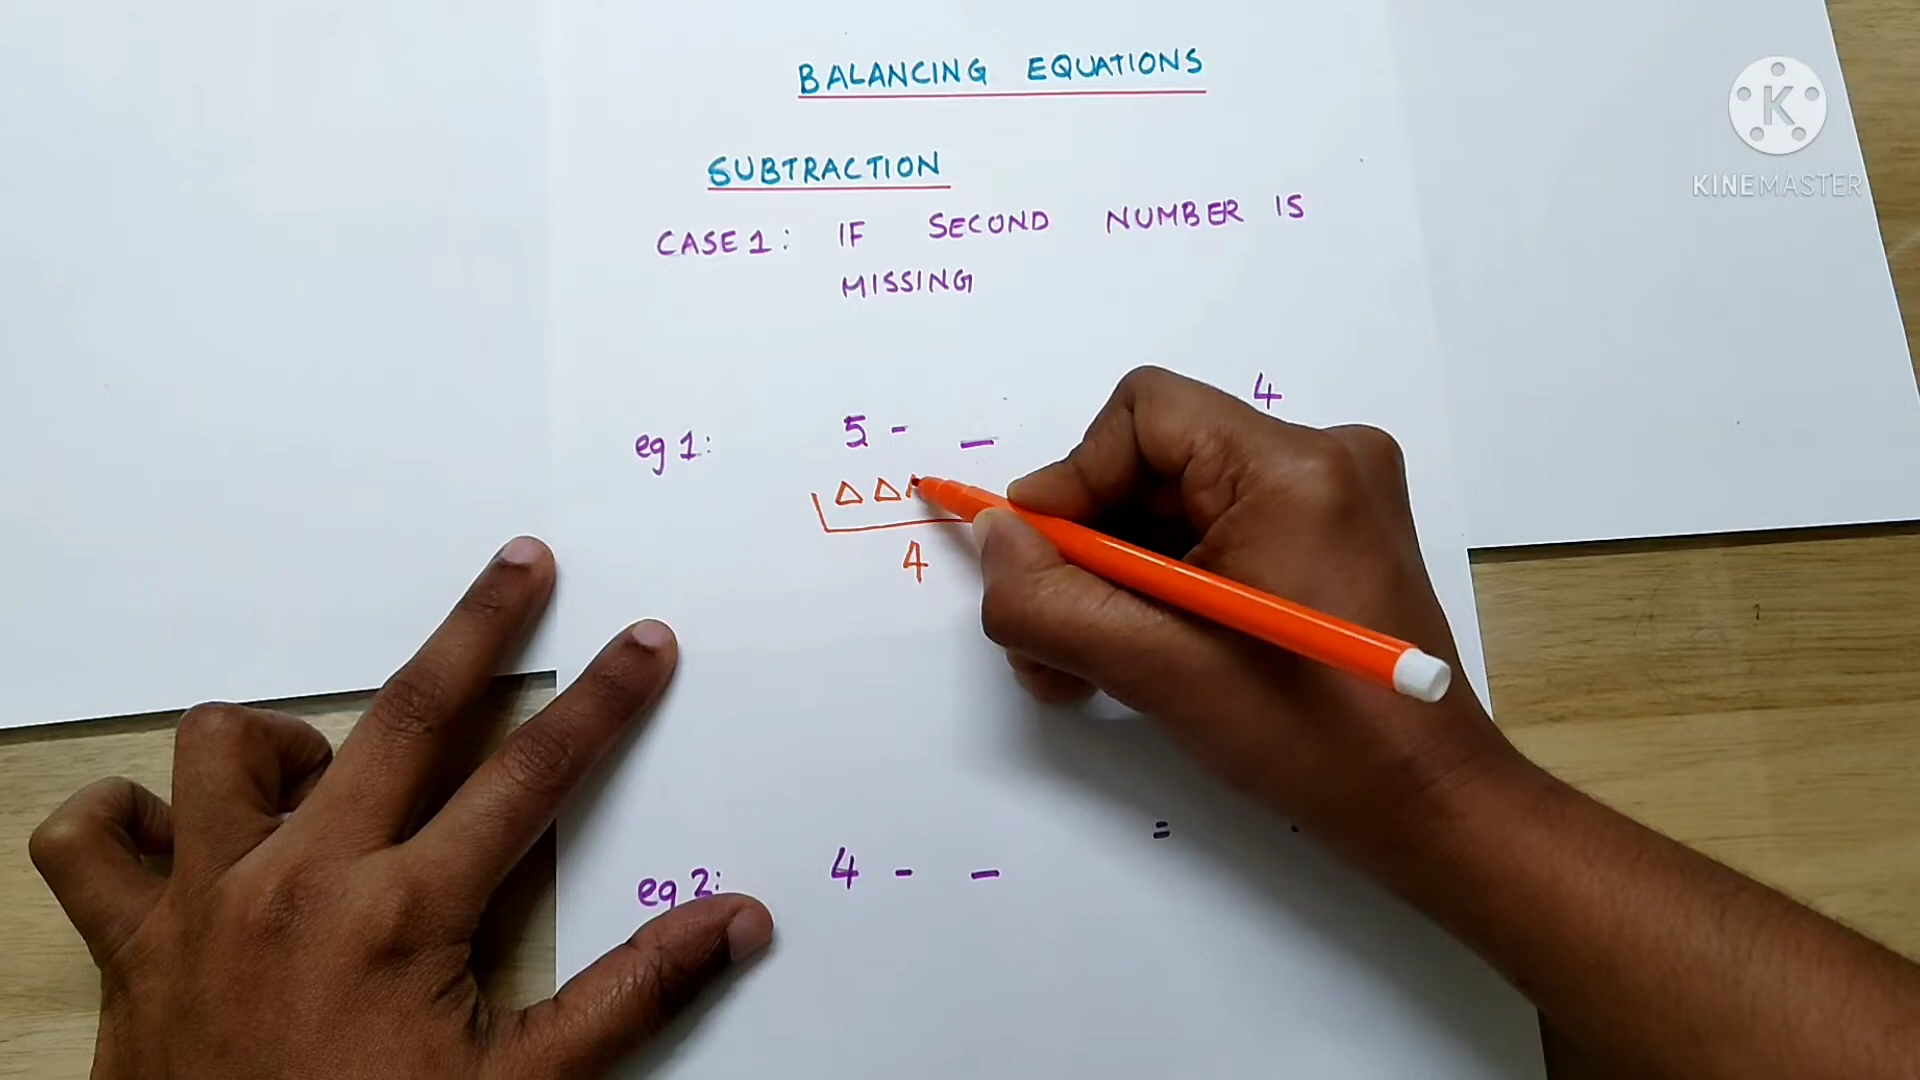 BALANCING EQUATIONS
KINEMASTER
SUBTRACTION
CASE 1: IF SECOND NUMBER IS
MISSING
eg 1: 5 - _ 4
4
eg 2: 4 - _ =